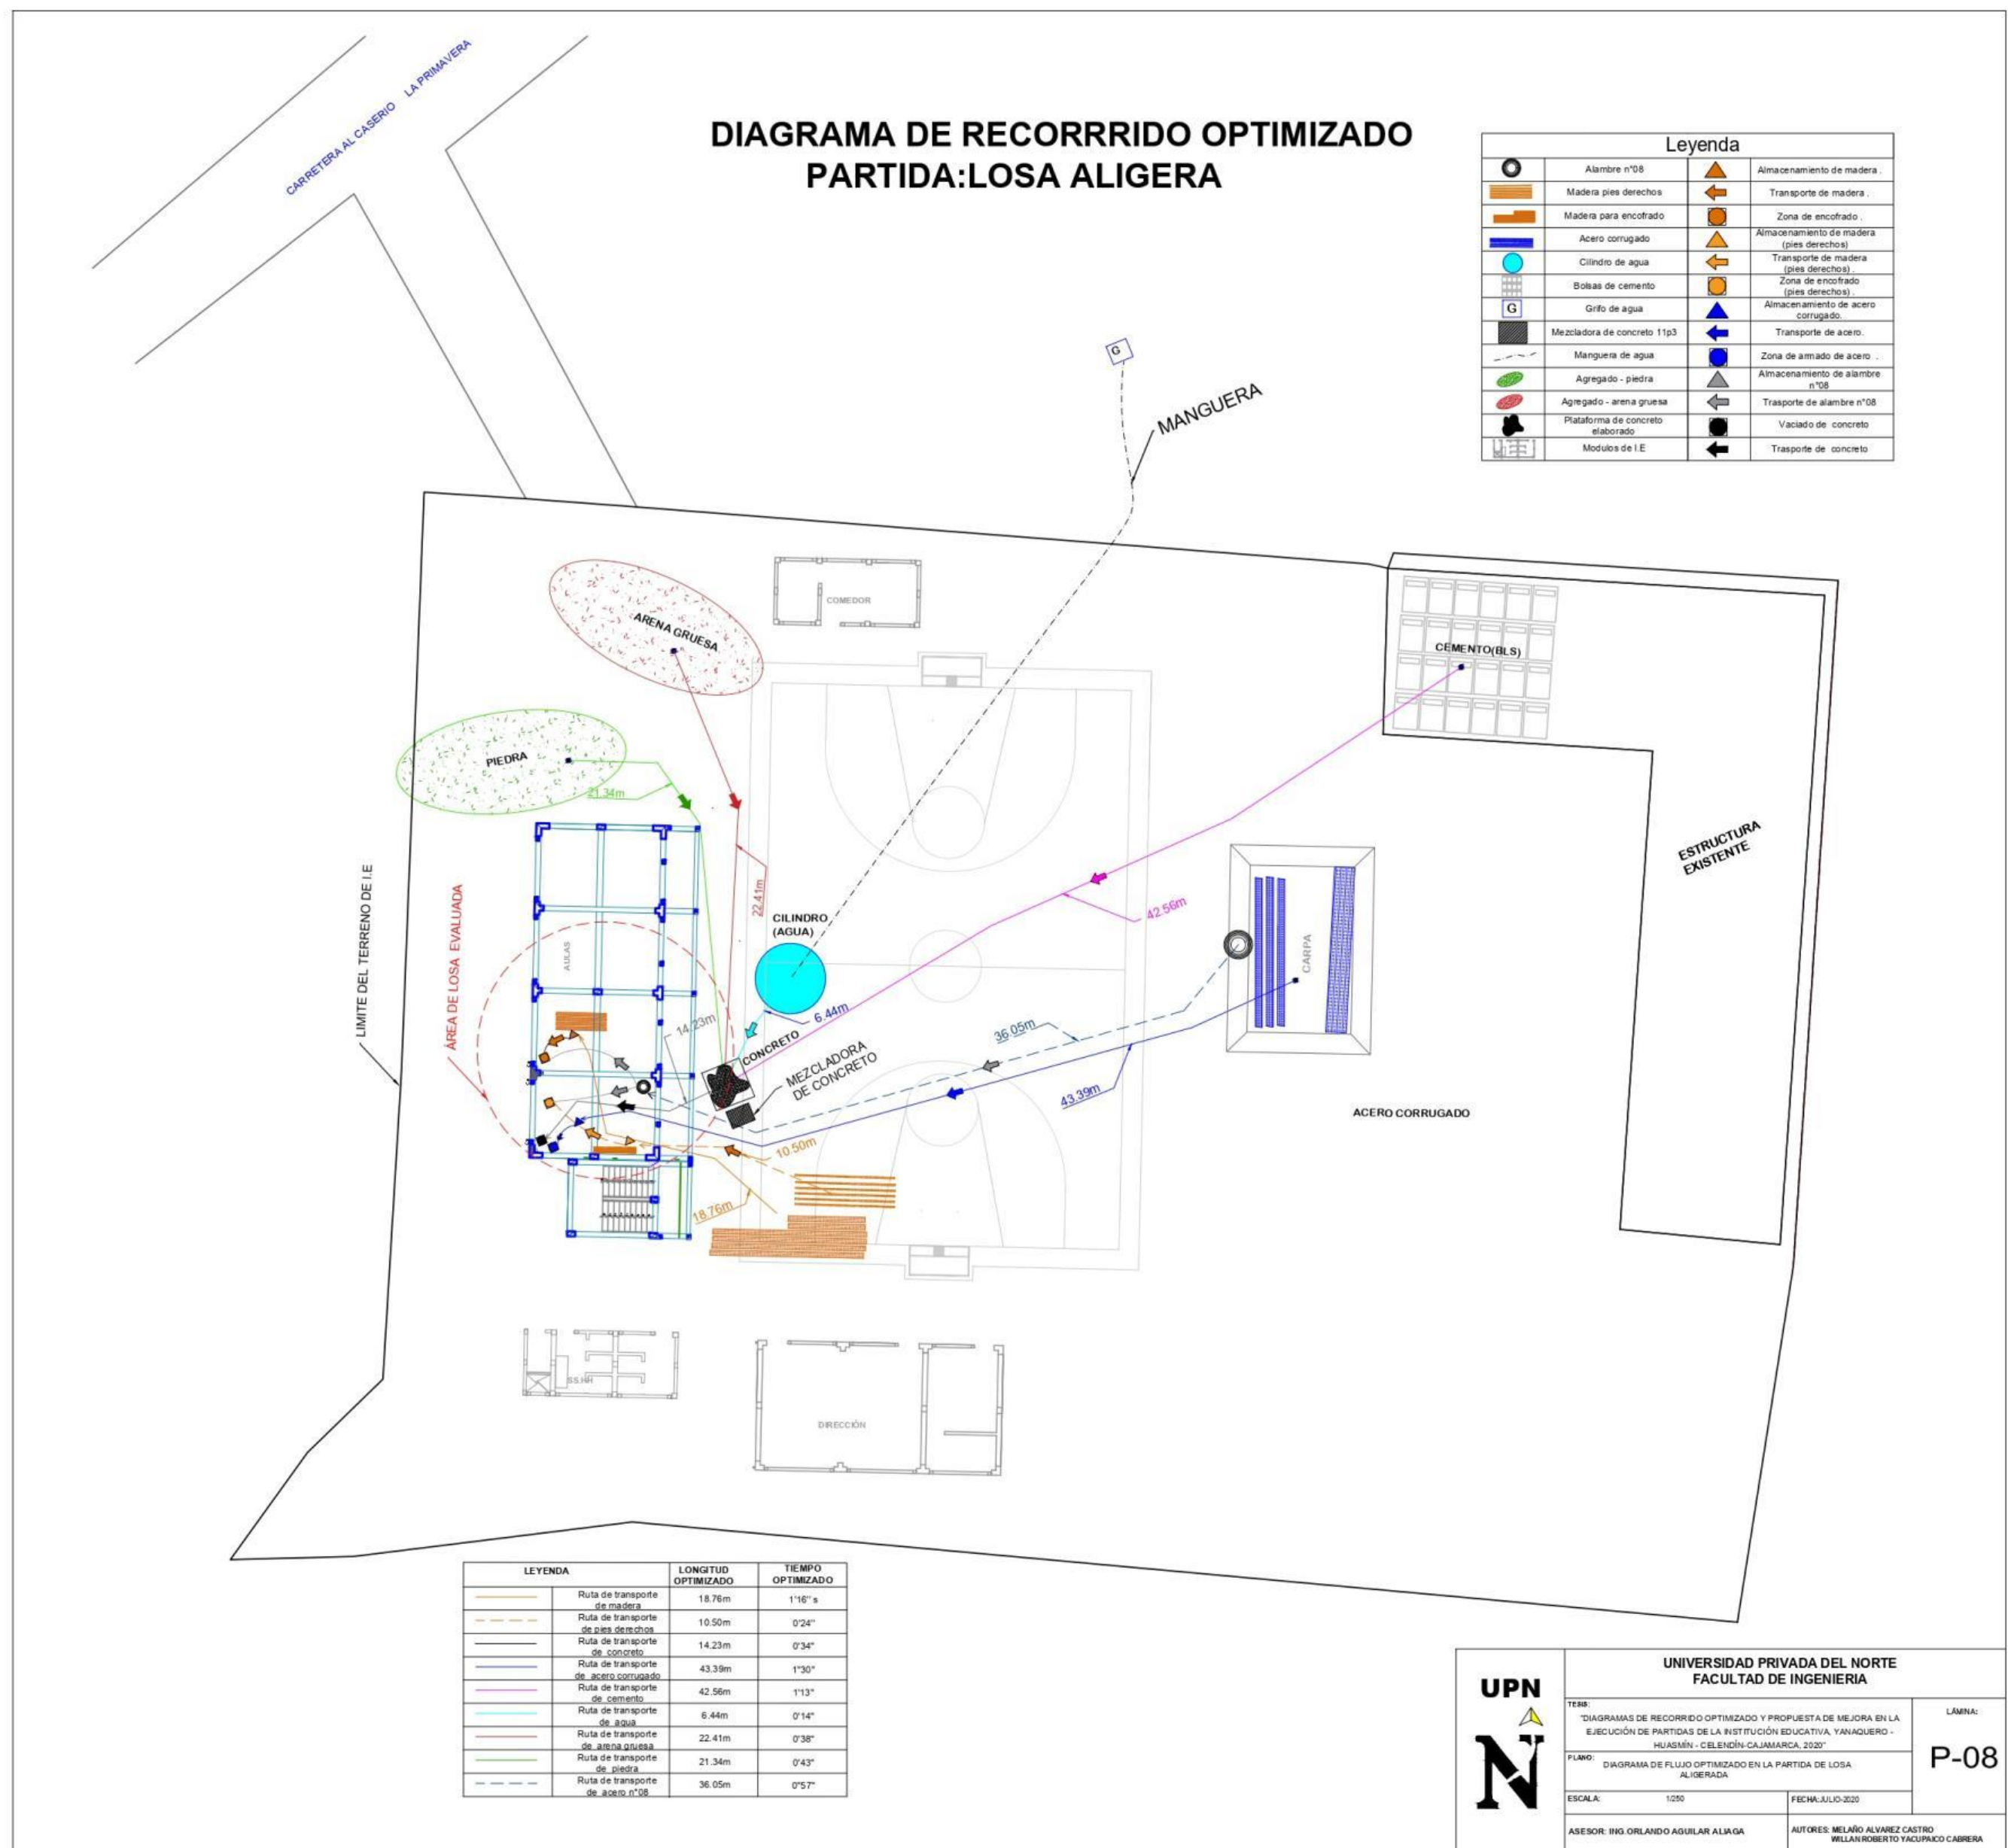 CARRETERA AL CASERIO LA PRIMAVERA
DIAGRAMA DE RECORRRIDO OPTIMIZADO
PARTIDA:LOSA ALIGERA
Leyenda
Alambre n°08
Almacenamiento de madera .
Madera pies derechos
Transporte de madera .
Madera para encofrado
Zona de encofrado .
Acero corrugado
Almacenamiento de madera
(pies derechos)
Cilindro de agua
Transporte de madera
(pies derechos) .
Bolsas de cemento
Zona de encofrado
(pies derechos) .
G
Grifo de agua
Almacenamiento de acero
corrugado.
Mezcladora de concreto 11p3
Transporte de acero.
Manguera de agua
Zona de armado de acero .
Agregado - piedra
Almacenamiento de alambre
n°08
Agregado - arena gruesa
Trasporte de alambre n°08
Plataforma de concreto
elaborado
Vaciado de concreto
Modulos de I.E
Trasporte de concreto
G
MANGUERA
COMEDOR
ARENA GRUESA
CEMENTO(BLS)
PIEDRA
21.34m
ESTRUCTURA
EXISTENTE
LIMITE DEL TERRENO DE I.E
ÁREA DE LOSA EVALUADA
22.41m
42.56m
CILINDRO
(AGUA)
AULAS
CARPA
6.44m
14.23m
36.05m
CONCRETO
MEZCLADORA
DE CONCRETO
43.39m
ACERO CORRUGADO
10.50m
18.76m
SS.HH
DIRECCIÓN
LEYENDA
LONGITUD
OPTIMIZADO
TIEMPO
OPTIMIZADO
Ruta de transporte
de madera
18.76m
1'16'' s
Ruta de transporte
de pies derechos
10.50m
0'24''
Ruta de transporte
de concreto
14.23m
0'34"
Ruta de transporte
de acero corrugado
43.39m
1"30"
Ruta de transporte
de cemento
42.56m
1'13"
Ruta de transporte
de agua
6.44m
0'14"
Ruta de transporte
de arena gruesa
22.41m
0'38"
Ruta de transporte
de piedra
21.34m
0'43"
Ruta de transporte
de acero n°08
36.05m
0"57"
UPN
N
UNIVERSIDAD PRIVADA DEL NORTE
FACULTAD DE INGENIERIA
TESIS:
"DIAGRAMAS DE RECORRIDO OPTIMIZADO Y PROPUESTA DE MEJORA EN LA
EJECUCIÓN DE PARTIDAS DE LA INSTITUCIÓN EDUCATIVA, YANAQUERO -
HUASMÍN - CELENDÍN-CAJAMARCA, 2020"
LÁMINA:
P-08
PLANO:
DIAGRAMA DE FLUJO OPTIMIZADO EN LA PARTIDA DE LOSA
ALIGERADA
ESCALA: 1/250
FECHA:JULIO-2020
ASESOR: ING.ORLANDO AGUILAR ALIAGA
AUTORES: MELAÑO ALVAREZ CASTRO
WILLAN ROBERTO YACUPAICO CABRERA